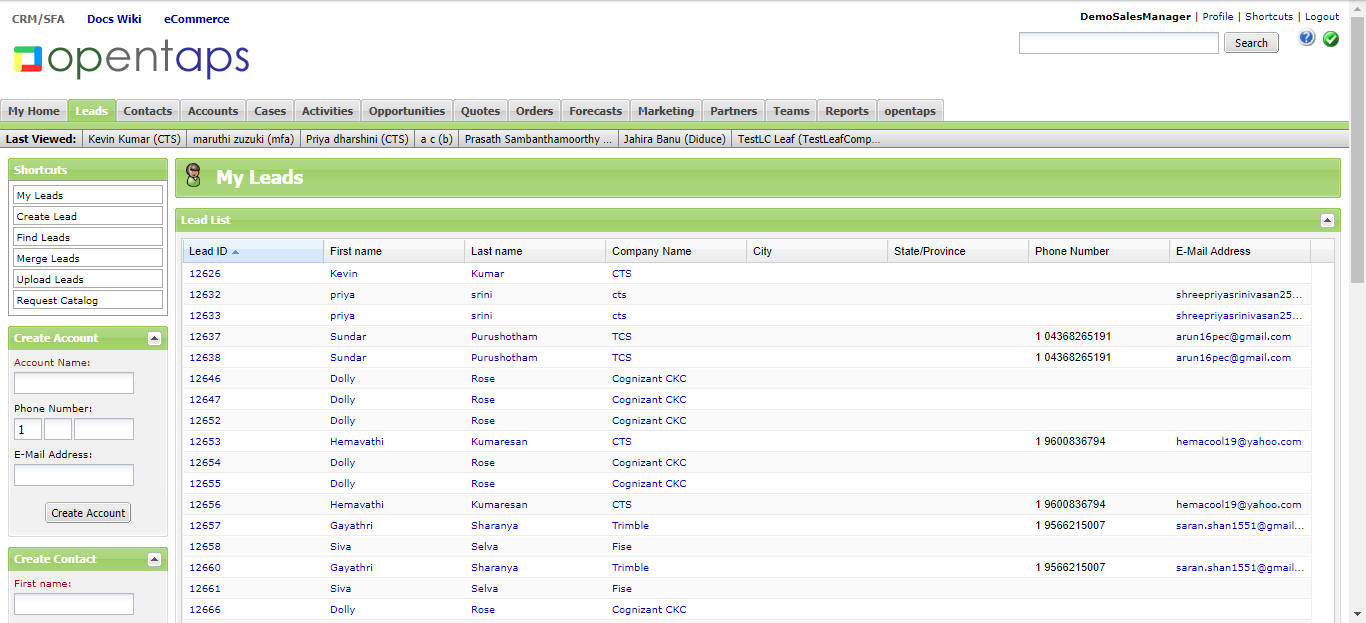 CRM/SFA Docs Wiki eCommerce
DemoSalesManager | Profile | Shortcuts | Logout
opentaps
Search
My Home Leads Contacts Accounts Cases Activities Opportunities Quotes Orders Forecasts Marketing Partners Teams Reports opentaps
Last Viewed: Kevin Kumar (CTS) maruthi zuzuki (mfa) Priya dharshini (CTS) a c (b) Prasath Sambanthamoorthy ... Jahira Banu (Diduce) TestLC Leaf (TestLeafComp...
Shortcuts
My Leads
Create Lead
Find Leads
Merge Leads
Upload Leads
Request Catalog
Create Account
Account Name:
Phone Number:
1
E-Mail Address:
Create Account
Create Contact
First name:
My Leads
Lead List
Lead ID First name Last name Company Name City State/Province Phone Number E-Mail Address
12626 Kevin Kumar CTS
12632 priya srini cts shreepriyasrinivasan25...
12633 priya srini cts shreepriyasrinivasan25...
12637 Sundar Purushotham TCS 1 04368265191 arun16pec@gmail.com
12638 Sundar Purushotham TCS 1 04368265191 arun16pec@gmail.com
12646 Dolly Rose Cognizant CKC
12647 Dolly Rose Cognizant CKC
12652 Dolly Rose Cognizant CKC
12653 Hemavathi Kumaresan CTS 1 9600836794 hemacool19@yahoo.com
12654 Dolly Rose Cognizant CKC
12655 Dolly Rose Cognizant CKC
12656 Hemavathi Kumaresan CTS 1 9600836794 hemacool19@yahoo.com
12657 Gayathri Sharanya Trimble 1 9566215007 saran.shan1551@gmail...
12658 Siva Selva Fise
12660 Gayathri Sharanya Trimble 1 9566215007 saran.shan1551@gmail...
12661 Siva Selva Fise
12666 Dolly Rose Cognizant CKC